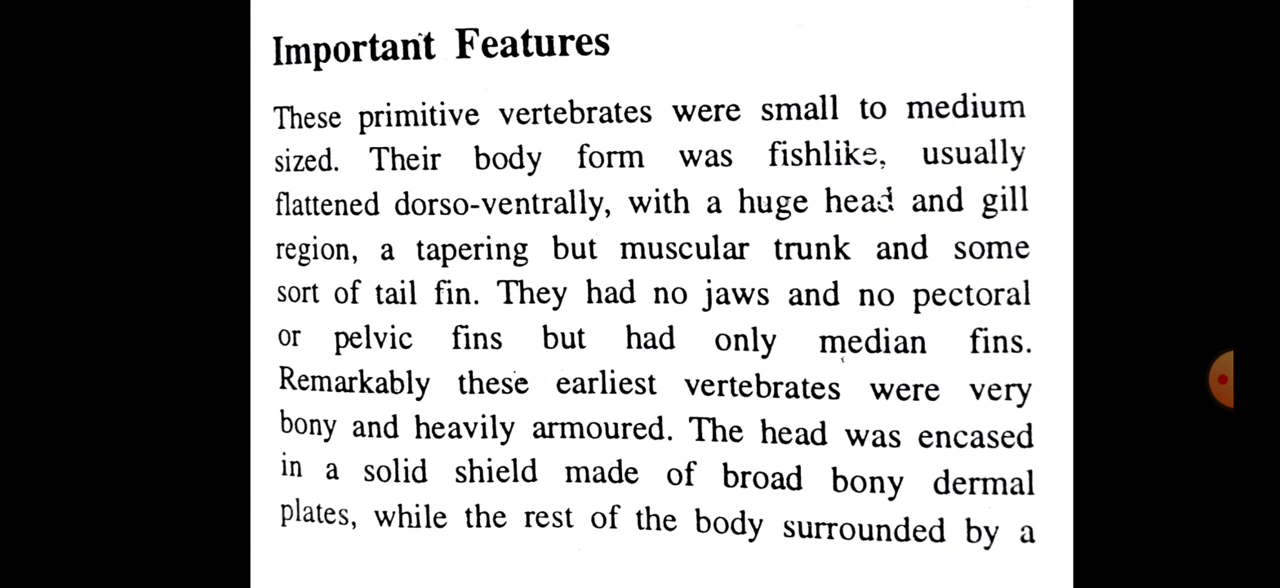 Important Features
These primitive vertebrates were small to medium
sized. Their body form was fishlike, usually
flattened dorso-ventrally, with a huge head and gill
region, a tapering but muscular trunk and some
sort of tail fin. They had no jaws and no pectoral
or pelvic fins but had only median fins.
Remarkably these earliest vertebrates were very
bony and heavily armoured. The head was encased
in a solid shield made of broad bony dermal
plates, while the rest of the body surrounded by a